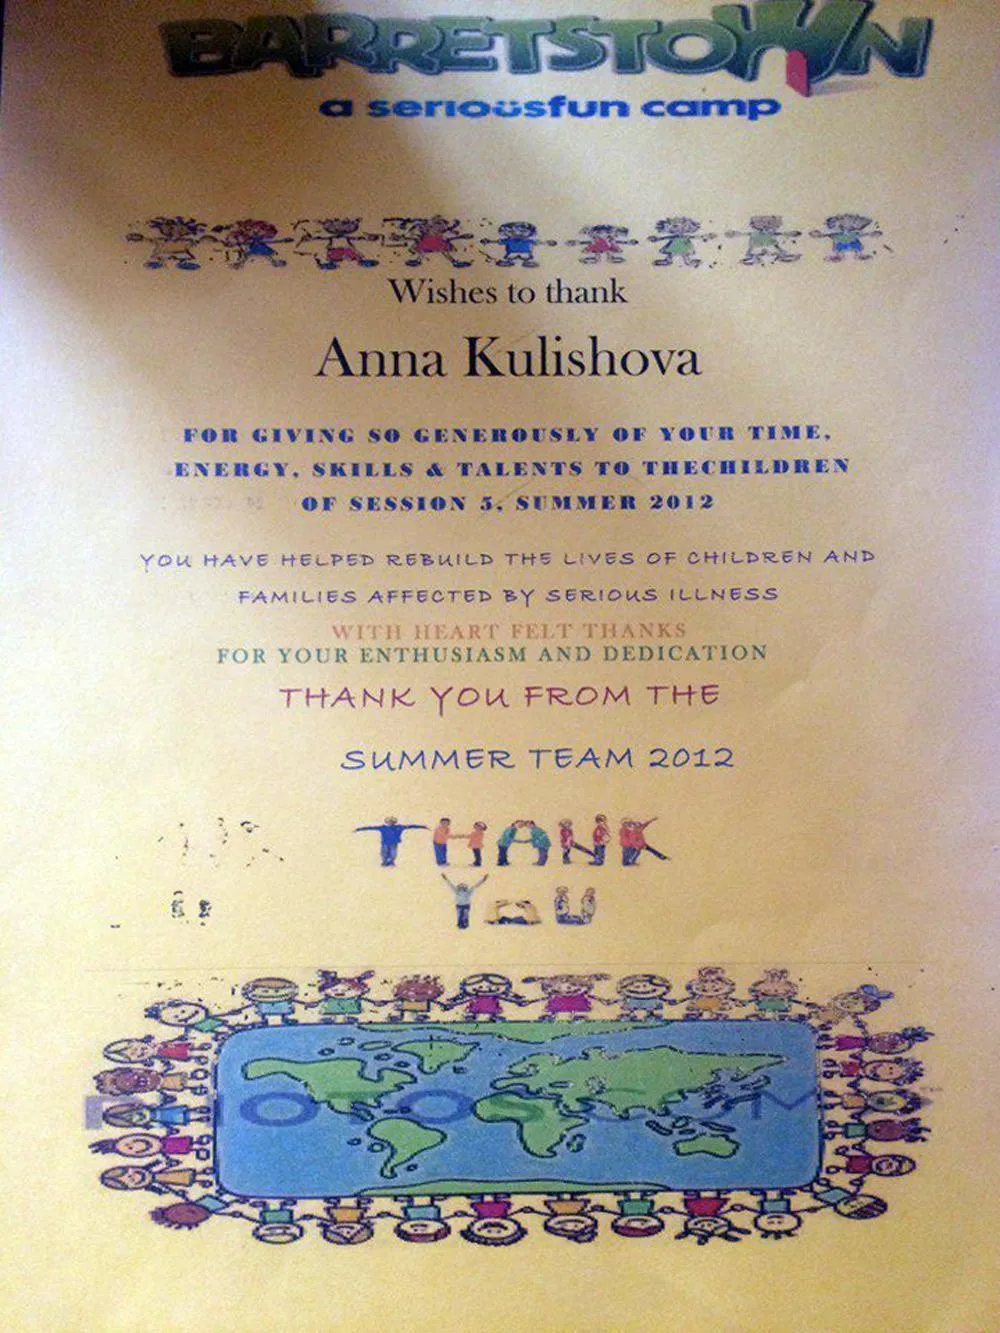 BARRETSTOWN
a seriousfun camp
Wishes to thank
Anna Kulishova
FOR GIVING SO GENEROUSLY OF YOUR TIME,
ENERGY, SKILLS & TALENTS TO THECHILDREN
OF SESSION 5, SUMMER 2012
YOU HAVE HELPED REBUILD THE LIVES OF CHILDREN AND
FAMILIES AFFECTED BY SERIOUS ILLNESS
WITH HEART FELT THANKS
FOR YOUR ENTHUSIASM AND DEDICATION
THANK YOU FROM THE
SUMMER TEAM 2012
THANK
YOU
PHOTOS.COM